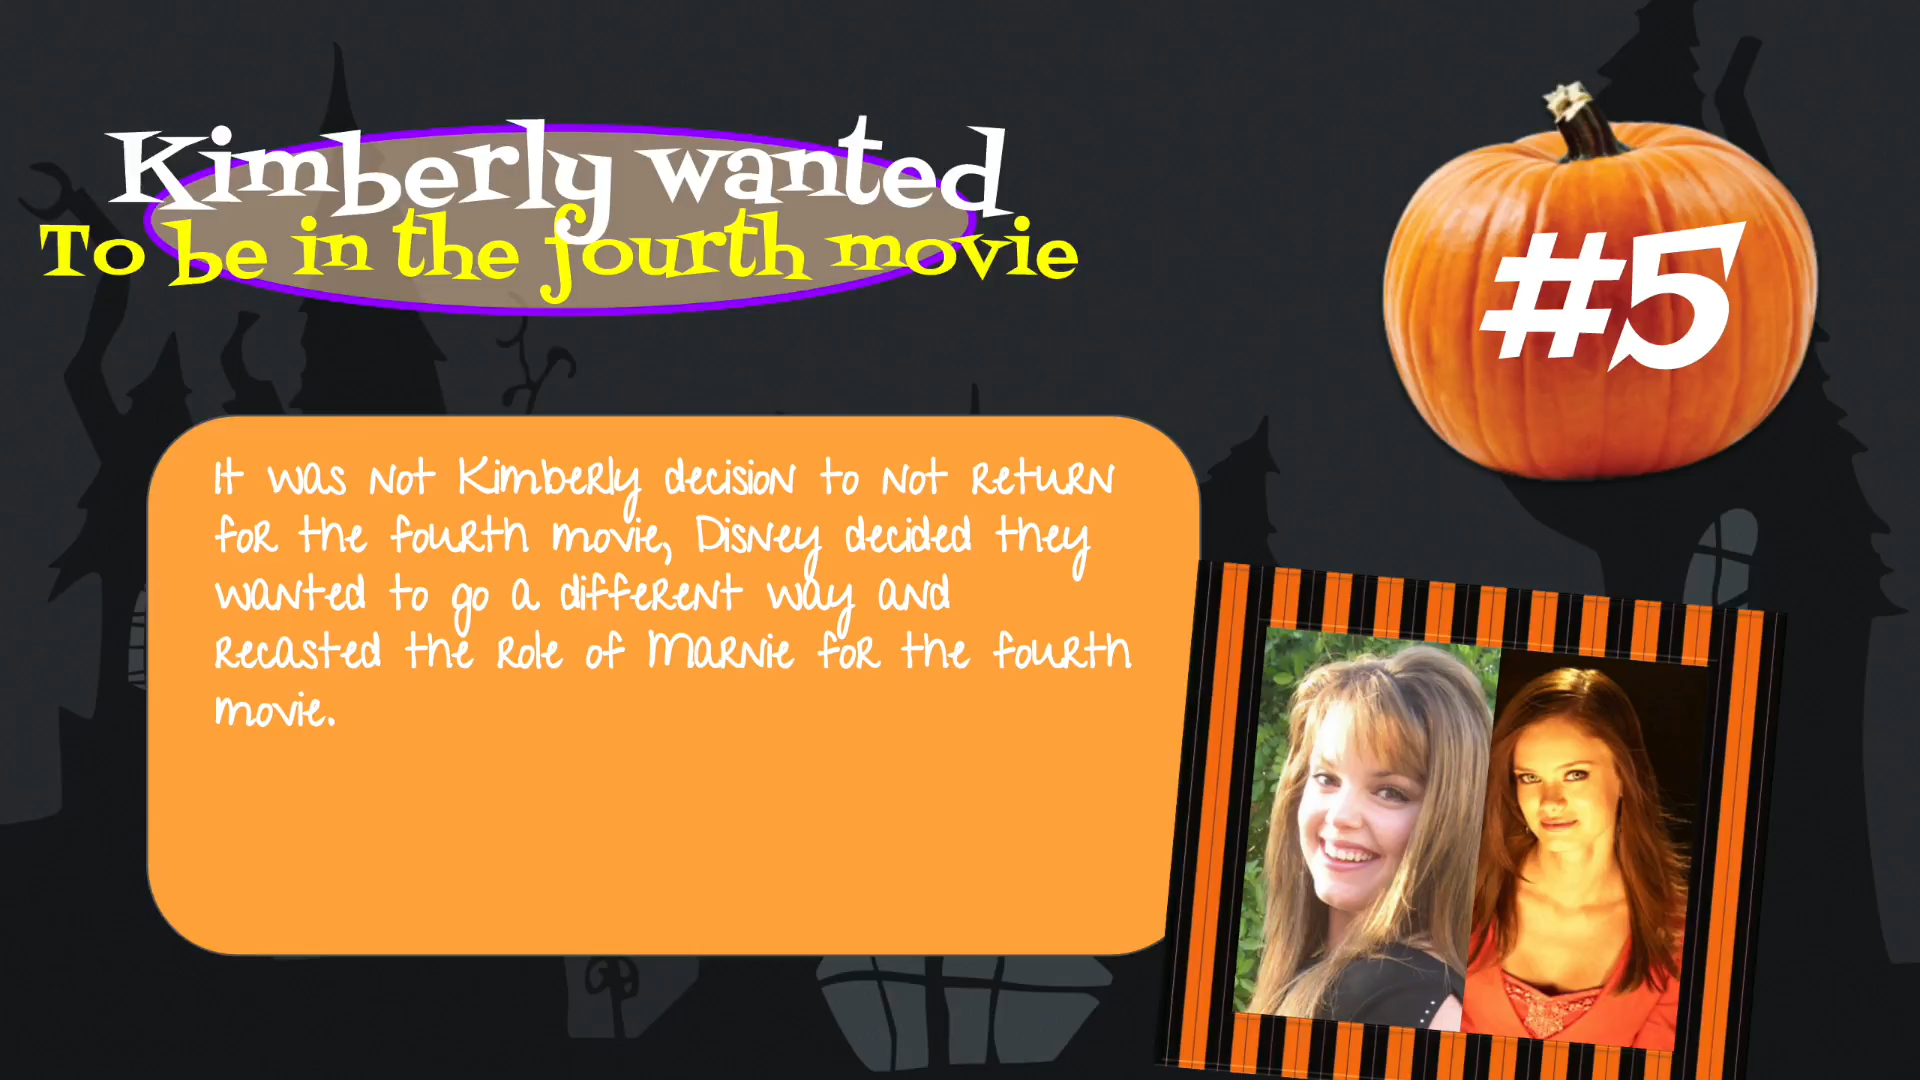 Kimberly wanted
To be in the fourth movie
#5
It was not Kimberly decision to not return
for the fourth movie, Disney decided they
wanted to go a different way and
recasted the role of Marnie for the fourth
movie.